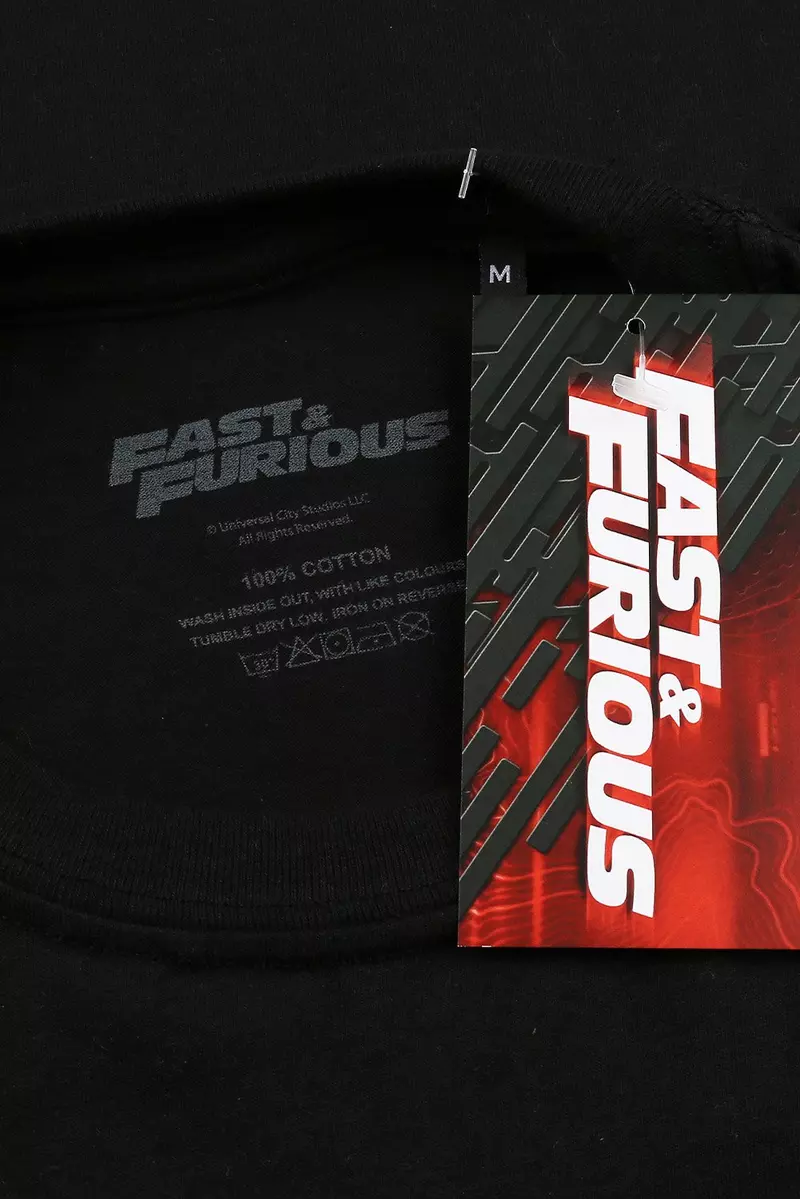 M
FAST &
FURIOUS
© Universal City Studios LLC
All Rights Reserved.
100% COTTON
WASH INSIDE OUT, WITH LIKE COLOURS
TUMBLE DRY LOW. IRON ON REVERSE
30°
FAST &
FURIOUS